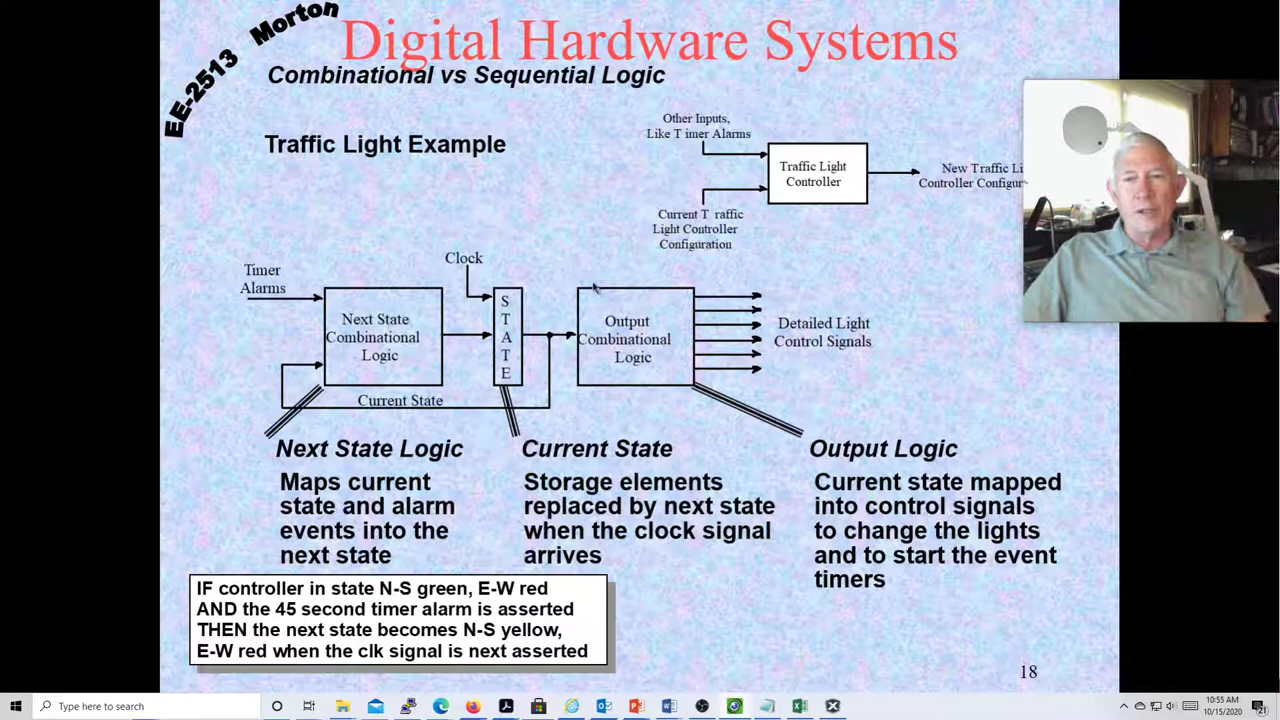 EE-2513 Morton
Digital Hardware Systems
Combinational vs Sequential Logic
Traffic Light Example
Other Inputs,
Like T imer Alarms
Traffic Light
Controller
New Traffic Li
Controller Configur
Current T raffic
Light Controller
Configuration
Clock
Timer
Alarms
Next State
Combinational
Logic
S
T
A
T
E
Output
Combinational
Logic
Detailed Light
Control Signals
Current State
Next State Logic
Maps current
state and alarm
events into the
next state
Current State
Storage elements
replaced by next state
when the clock signal
arrives
Output Logic
Current state mapped
into control signals
to change the lights
and to start the event
timers
IF controller in state N-S green, E-W red
AND the 45 second timer alarm is asserted
THEN the next state becomes N-S yellow,
E-W red when the clk signal is next asserted
18
Type here to search
10:55 AM
10/15/2020
21